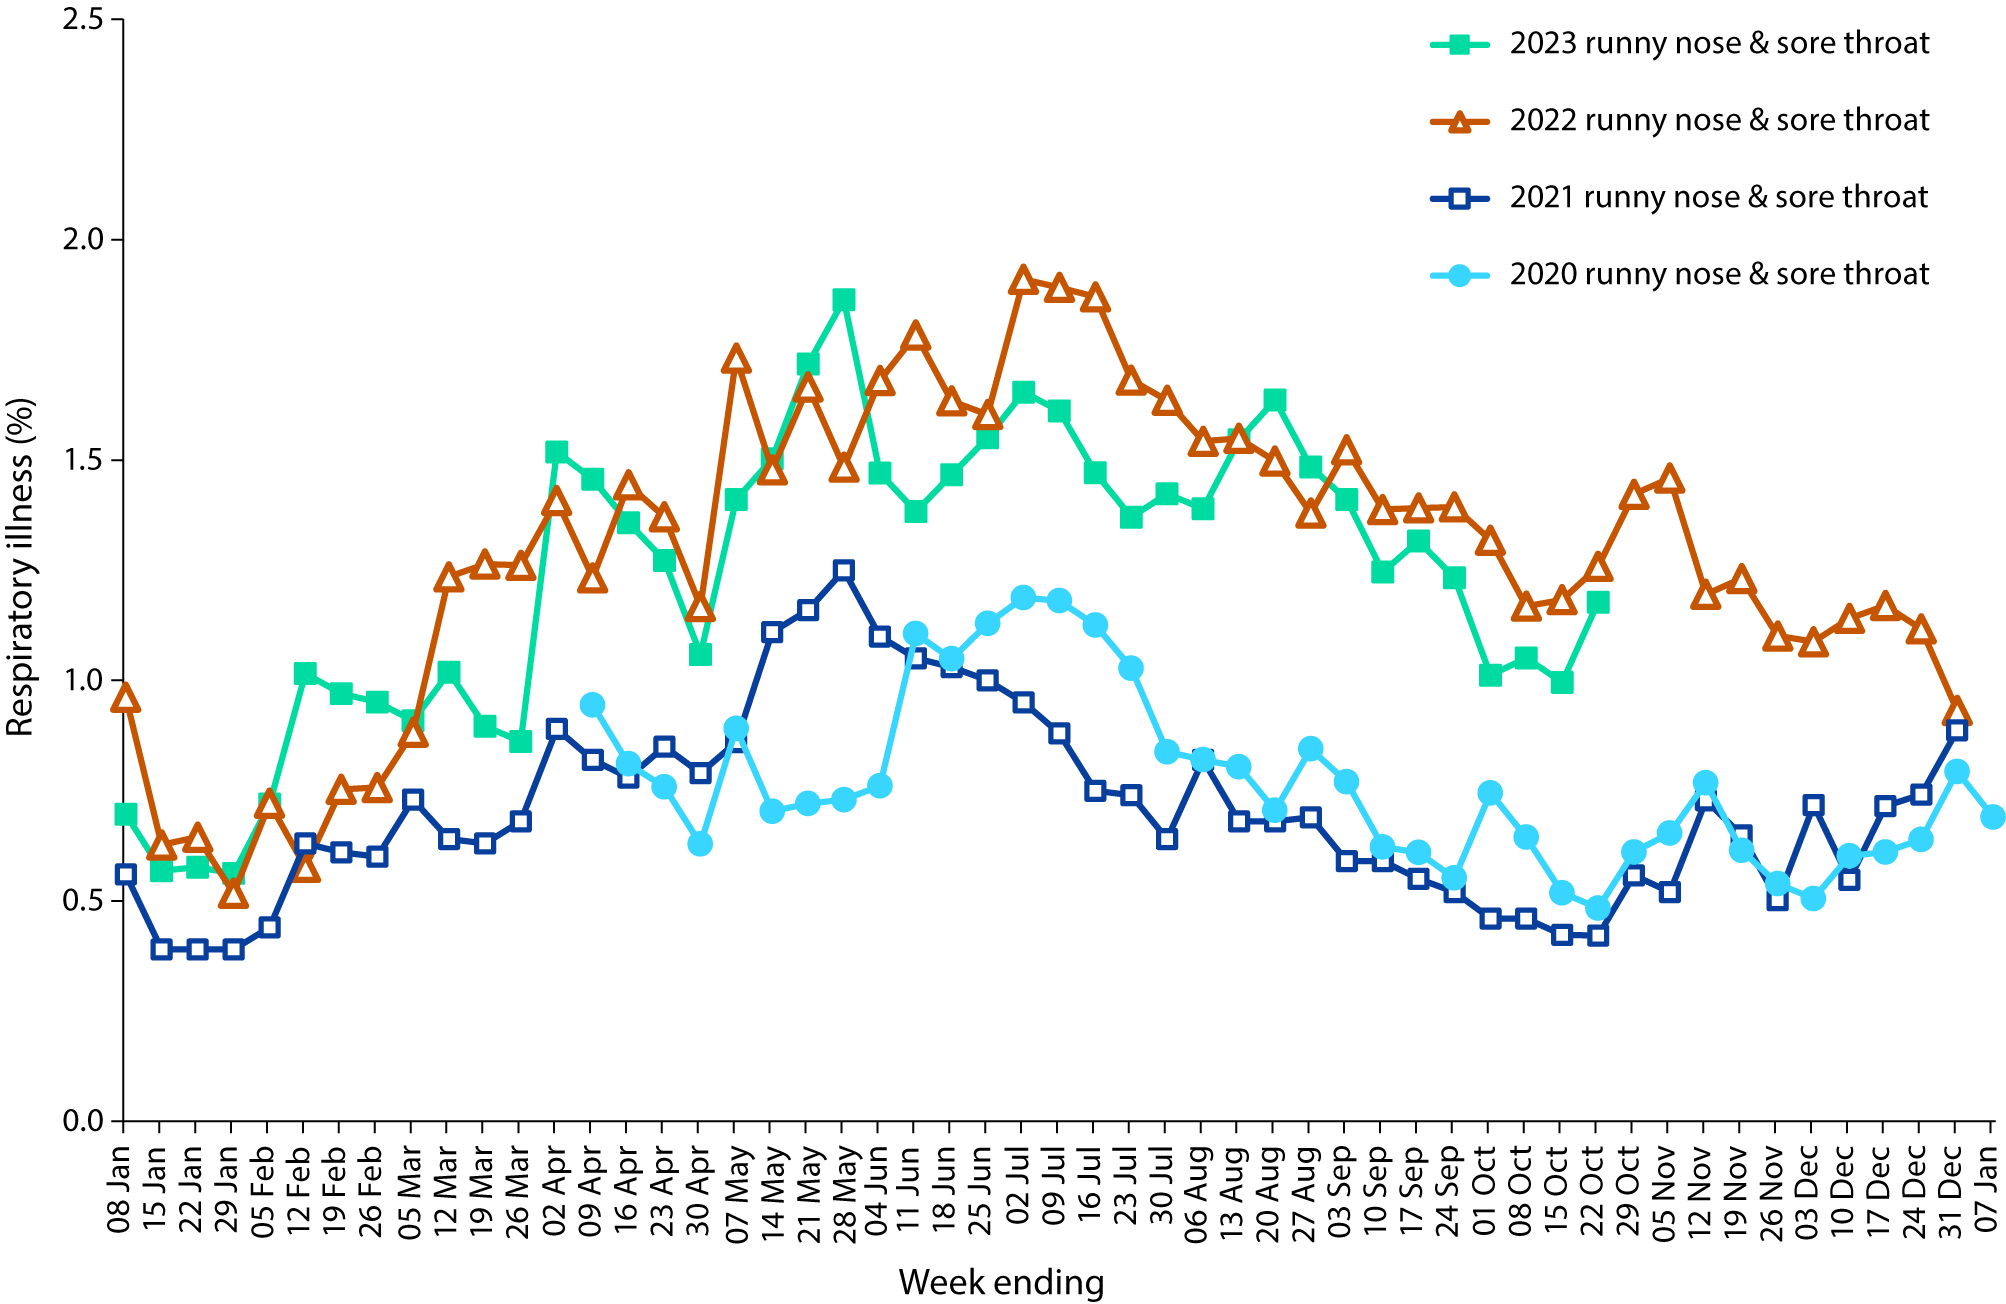 2.5
2.0
1.5
1.0
0.5
0.0
Respiratory illness (%)
2023 runny nose & sore throat
2022 runny nose & sore throat
2021 runny nose & sore throat
2020 runny nose & sore throat
08 Jan
15 Jan
22 Jan
29 Jan
05 Feb
12 Feb
19 Feb
26 Feb
05 Mar
12 Mar
19 Mar
26 Mar
02 Apr
09 Apr
16 Apr
23 Apr
30 Apr
07 May
14 May
21 May
28 May
04 Jun
11 Jun
18 Jun
25 Jun
02 Jul
09 Jul
16 Jul
23 Jul
30 Jul
06 Aug
13 Aug
20 Aug
27 Aug
03 Sep
10 Sep
17 Sep
24 Sep
01 Oct
08 Oct
15 Oct
22 Oct
29 Oct
05 Nov
12 Nov
19 Nov
26 Nov
03 Dec
10 Dec
17 Dec
24 Dec
31 Dec
07 Jan
Week ending